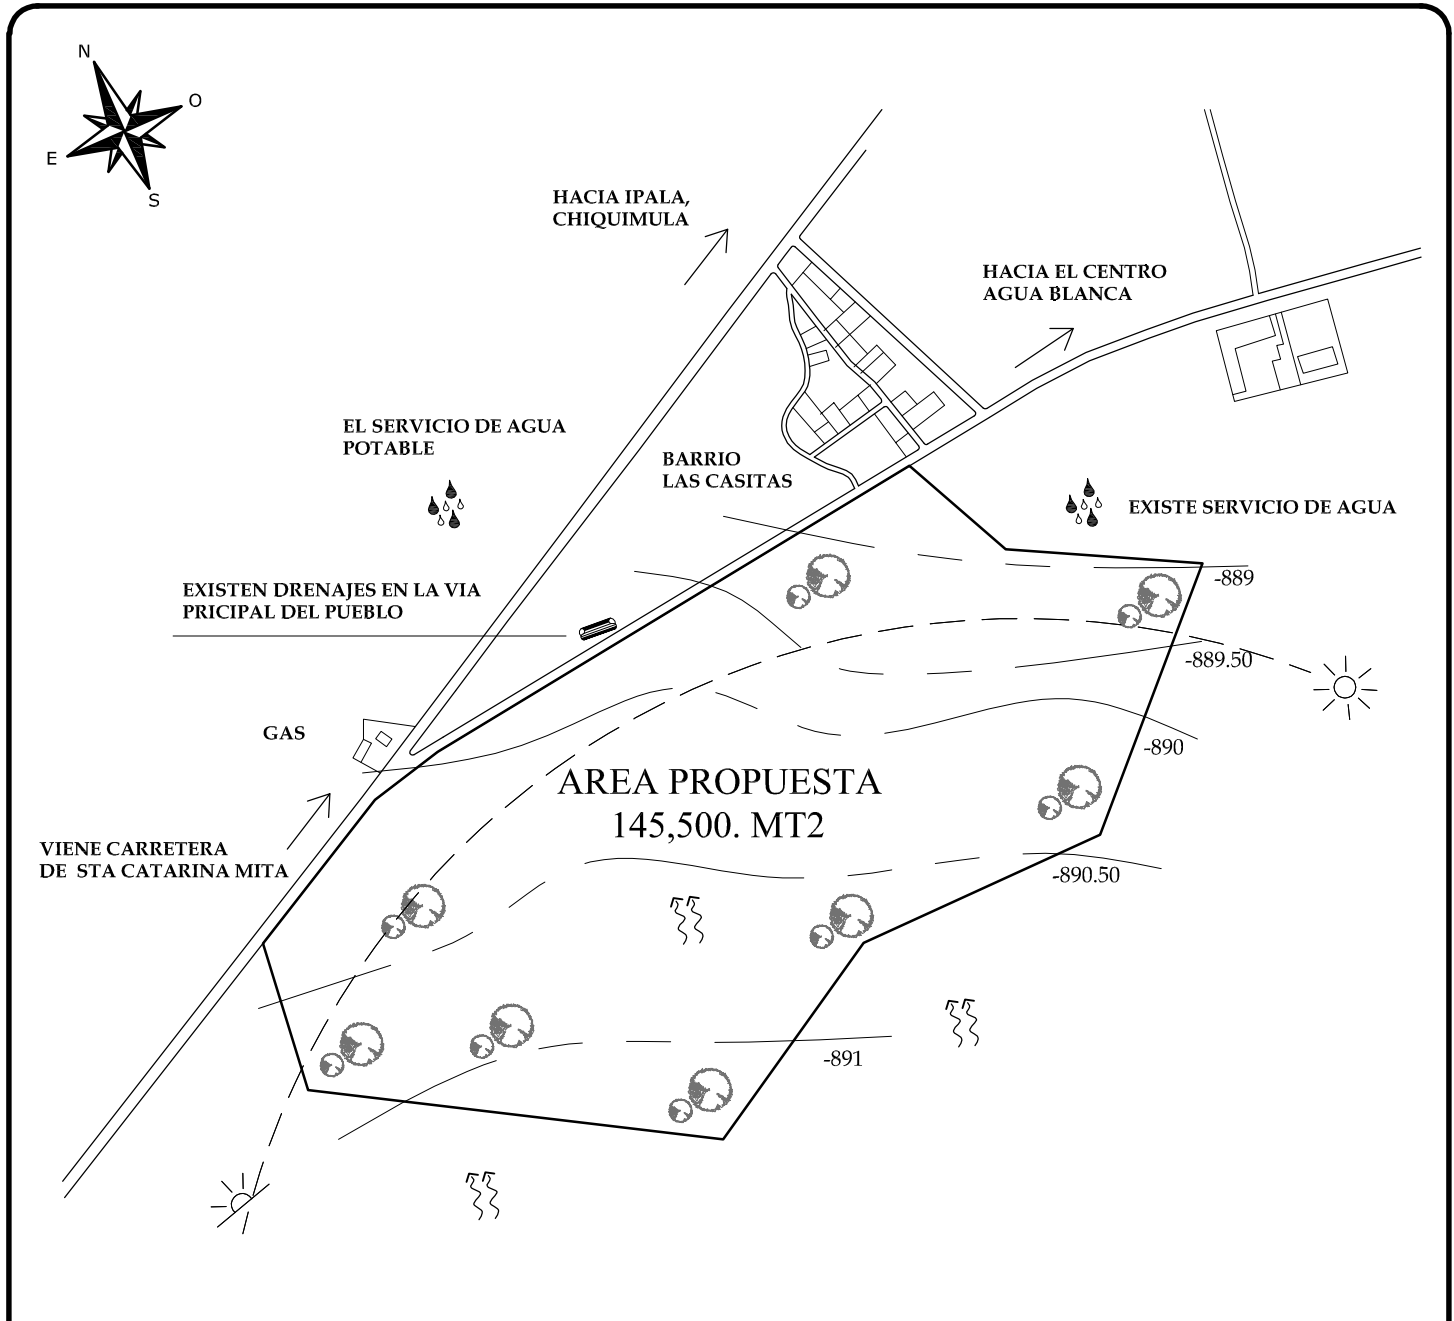 N
O
E
S
HACIA IPALA,
CHIQUIMULA
HACIA EL CENTRO
AGUA BLANCA
EL SERVICIO DE AGUA
POTABLE
BARRIO
LAS CASITAS
EXISTE SERVICIO DE AGUA
EXISTEN DRENAJES EN LA VIA
PRICIPAL DEL PUEBLO
-889
-889.50
GAS
-890
AREA PROPUESTA
145,500. MT2
VIENE CARRETERA
DE STA CATARINA MITA
-890.50
-891